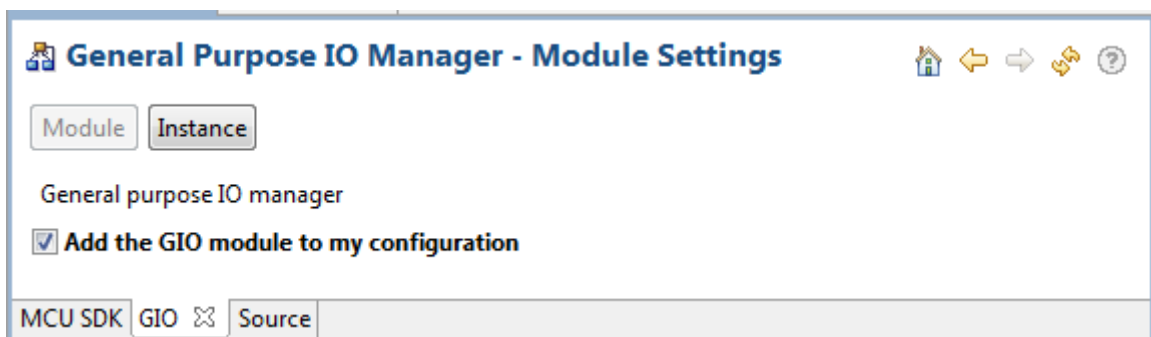 General Purpose IO Manager - Module Settings
Module Instance
General purpose IO manager
Add the GIO module to my configuration
MCU SDK GIO Source